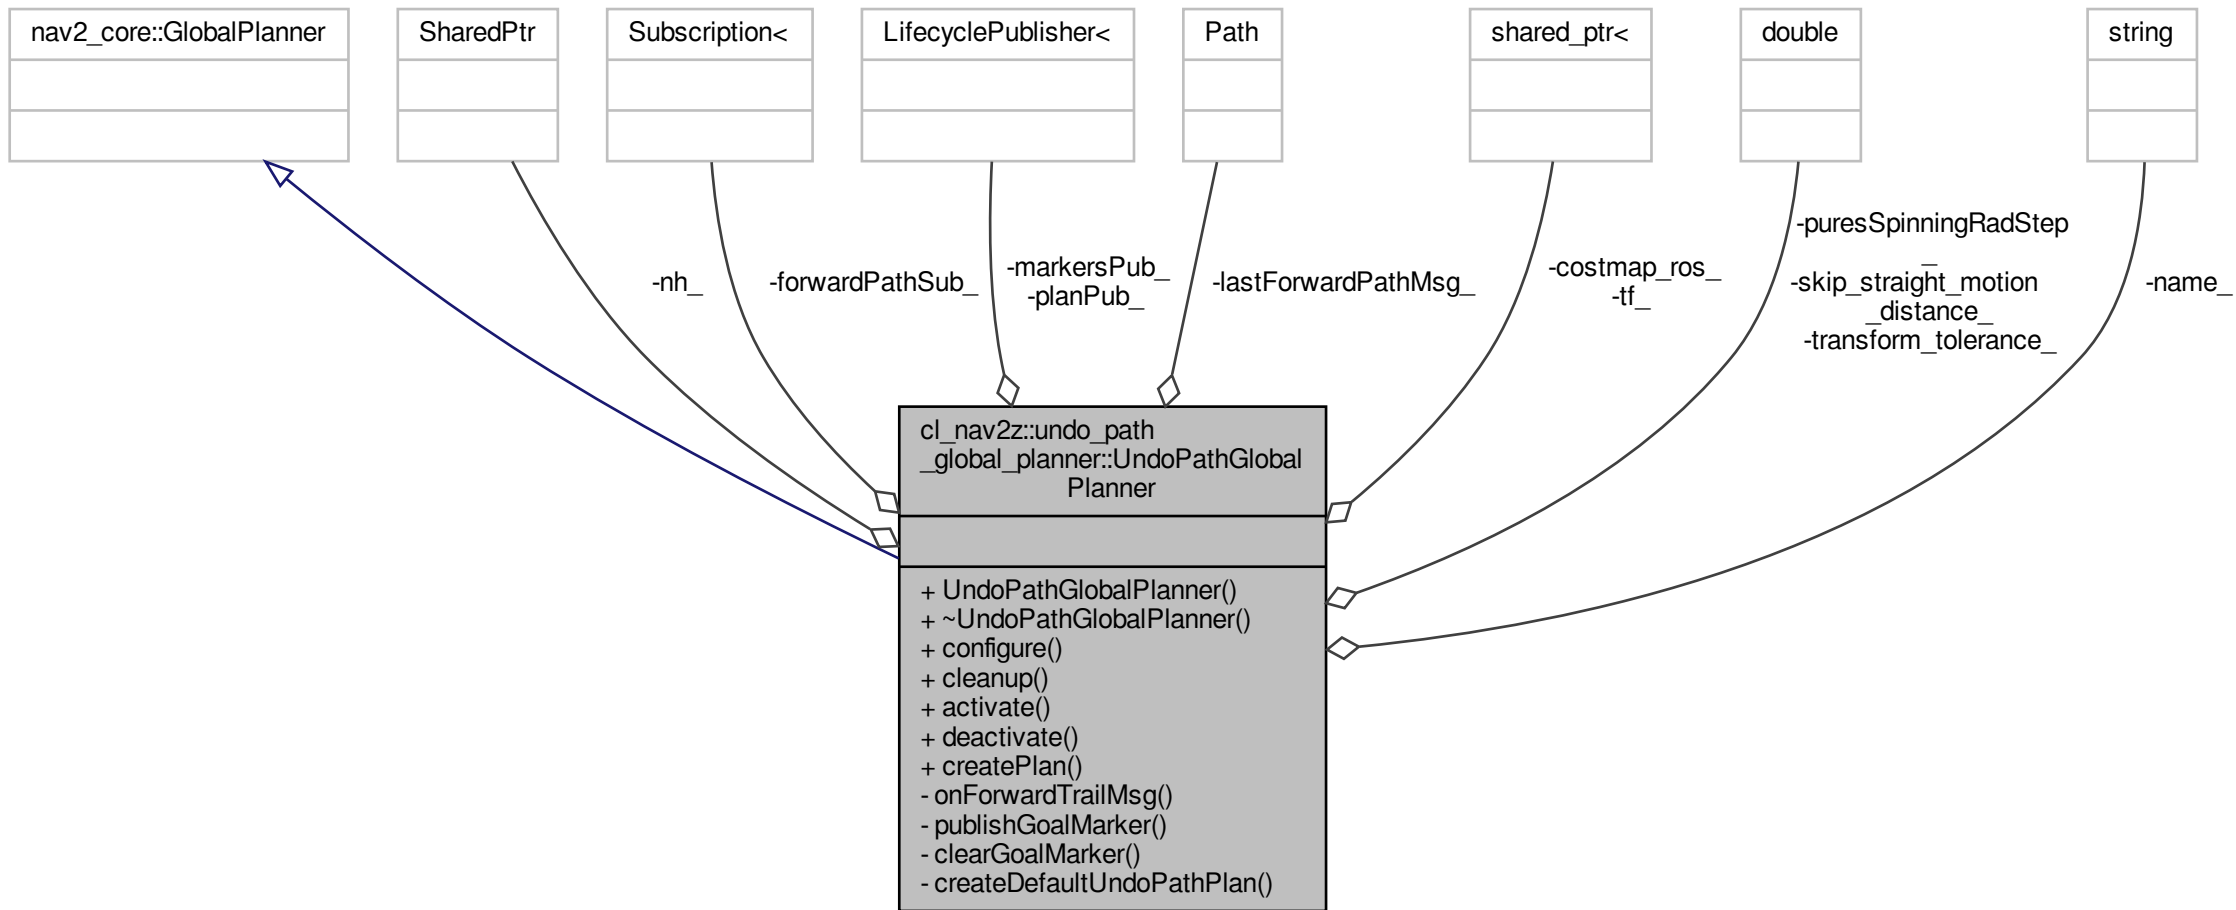 nav2_core::GlobalPlanner
SharedPtr
Subscription<
LifecyclePublisher<
Path
shared_ptr<
double
string
-nh_
-forwardPathSub_
-markersPub_
-planPub_
-lastForwardPathMsg_
-costmap_ros_
-tf_
-puresSpinningRadStep
_
-skip_straight_motion
_distance_
-transform_tolerance_
-name_
cl_nav2z::undo_path
_global_planner::UndoPathGlobal
Planner
+ UndoPathGlobalPlanner()
+ ~UndoPathGlobalPlanner()
+ configure()
+ cleanup()
+ activate()
+ deactivate()
+ createPlan()
- onForwardTrailMsg()
- publishGoalMarker()
- clearGoalMarker()
- createDefaultUndoPathPlan()